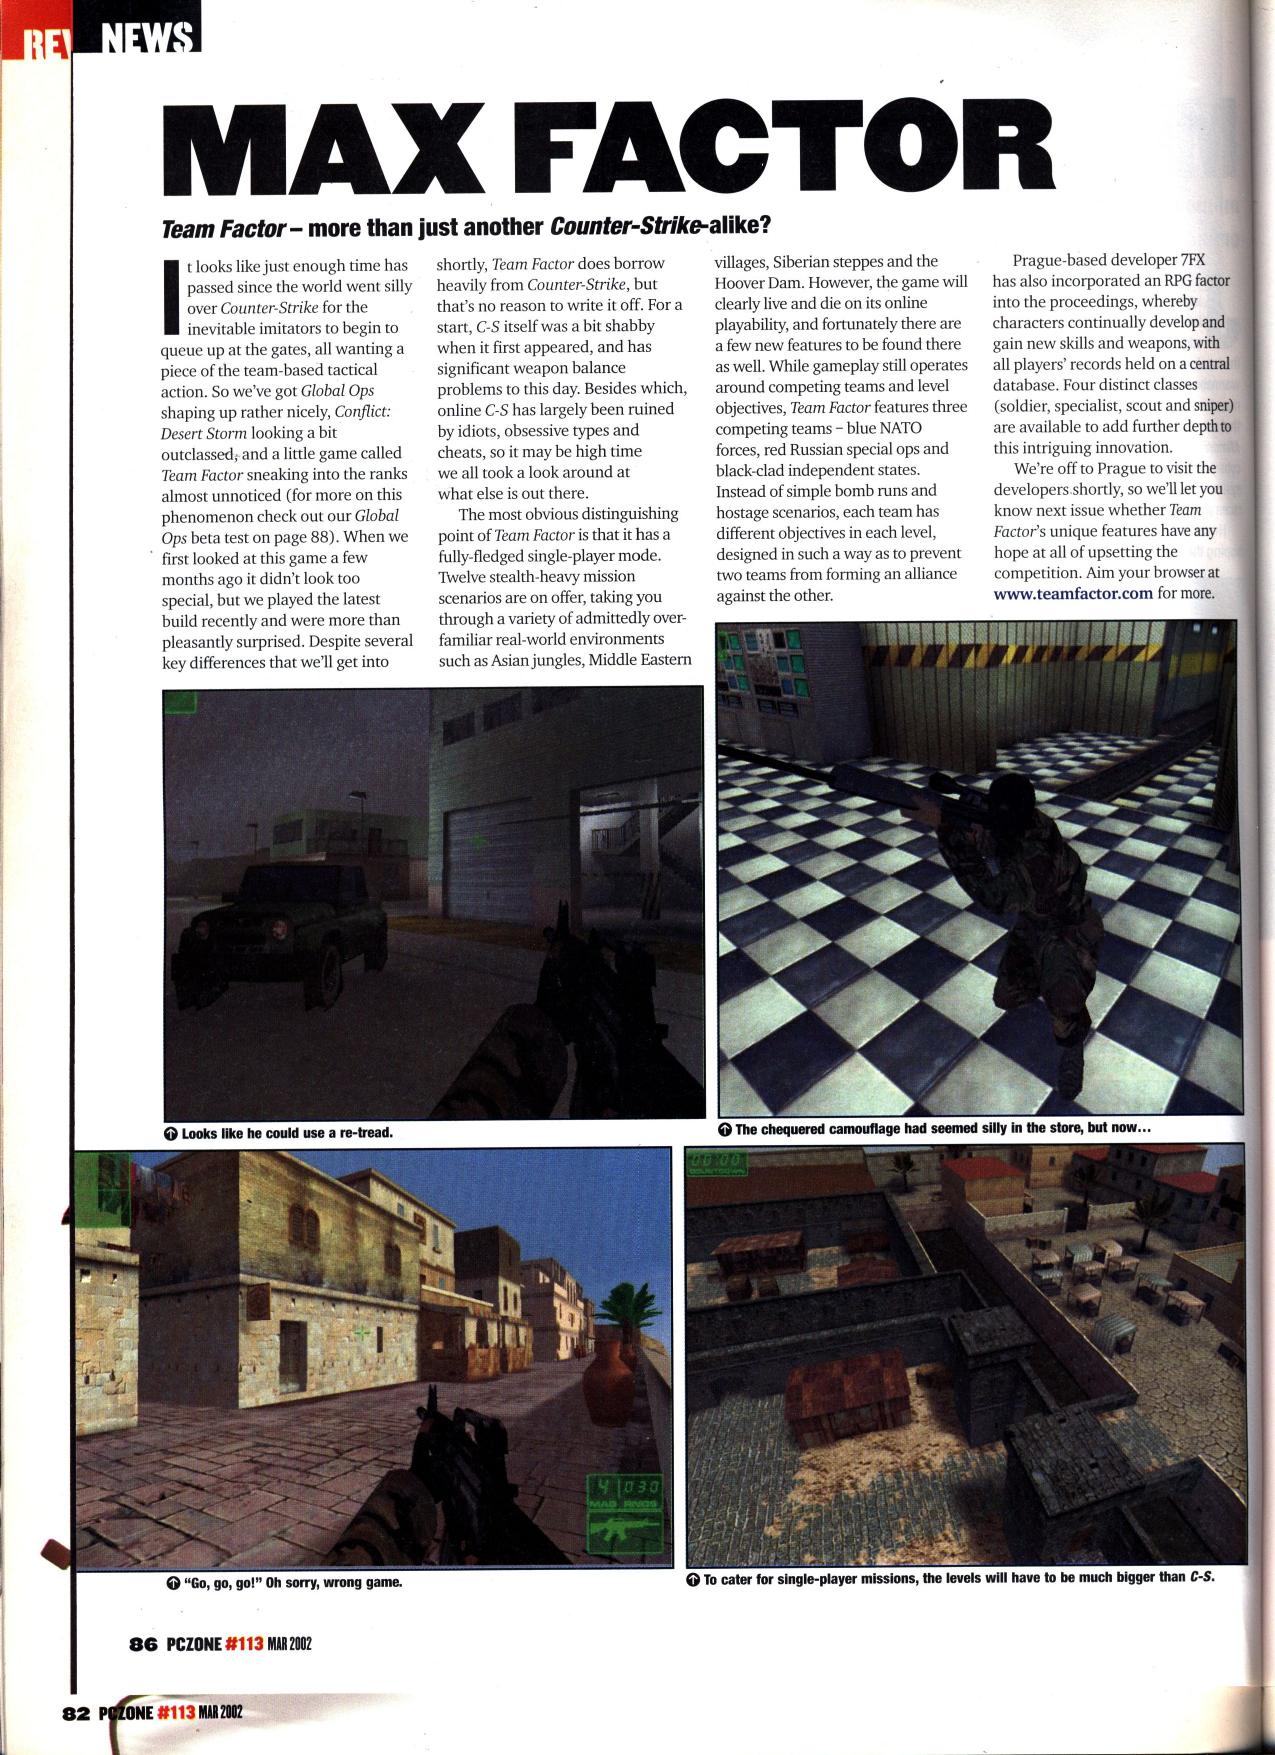 REV
NEWS
MAX FACTOR
Team Factor – more than just another Counter-Strike-alike?
It looks like just enough time has
passed since the world went silly
over Counter-Strike for the
inevitable imitators to begin to
queue up at the gates, all wanting a
piece of the team-based tactical
action. So we've got Global Ops
shaping up rather nicely, Conflict:
Desert Storm looking a bit
outclassed, and a little game called
Team Factor sneaking into the ranks
almost unnoticed (for more on this
phenomenon check out our Global
Ops beta test on page 88). When we
first looked at this game a few
months ago it didn't look too
special, but we played the latest
build recently and were more than
pleasantly surprised. Despite several
key differences that we'll get into
shortly, Team Factor does borrow
heavily from Counter-Strike, but
that's no reason to write it off. For a
start, C-S itself was a bit shabby
when it first appeared, and has
significant weapon balance
problems to this day. Besides which,
online C-S has largely been ruined
by idiots, obsessive types and
cheats, so it may be high time
we all took a look around at
what else is out there.
The most obvious distinguishing
point of Team Factor is that it has a
fully-fledged single-player mode.
Twelve stealth-heavy mission
scenarios are on offer, taking you
through a variety of admittedly over-
familiar real-world environments
such as Asian jungles, Middle Eastern
villages, Siberian steppes and the
Hoover Dam. However, the game will
clearly live and die on its online
playability, and fortunately there are
a few new features to be found there
as well. While gameplay still operates
around competing teams and level
objectives, Team Factor features three
competing teams – blue NATO
forces, red Russian special ops and
black-clad independent states.
Instead of simple bomb runs and
hostage scenarios, each team has
different objectives in each level,
designed in such a way as to prevent
two teams from forming an alliance
against the other.
Prague-based developer 7FX
has also incorporated an RPG factor
into the proceedings, whereby
characters continually develop and
gain new skills and weapons, with
all players' records held on a central
database. Four distinct classes
(soldier, specialist, scout and sniper)
are available to add further depth to
this intriguing innovation.
We're off to Prague to visit the
developers shortly, so we'll let you
know next issue whether Team
Factor's unique features have any
hope at all of upsetting the
competition. Aim your browser at
www.teamfactor.com for more.
Looks like he could use a re-tread.
The chequered camouflage had seemed silly in the store, but now...
00:00
COUNTDOWN
4 030
MAG RNDS
"Go, go, go!" Oh sorry, wrong game.
To cater for single-player missions, the levels will have to be much bigger than C-S.
86 PCZONE #113 MAR 2002
82 PCZONE #113 MAR 2002